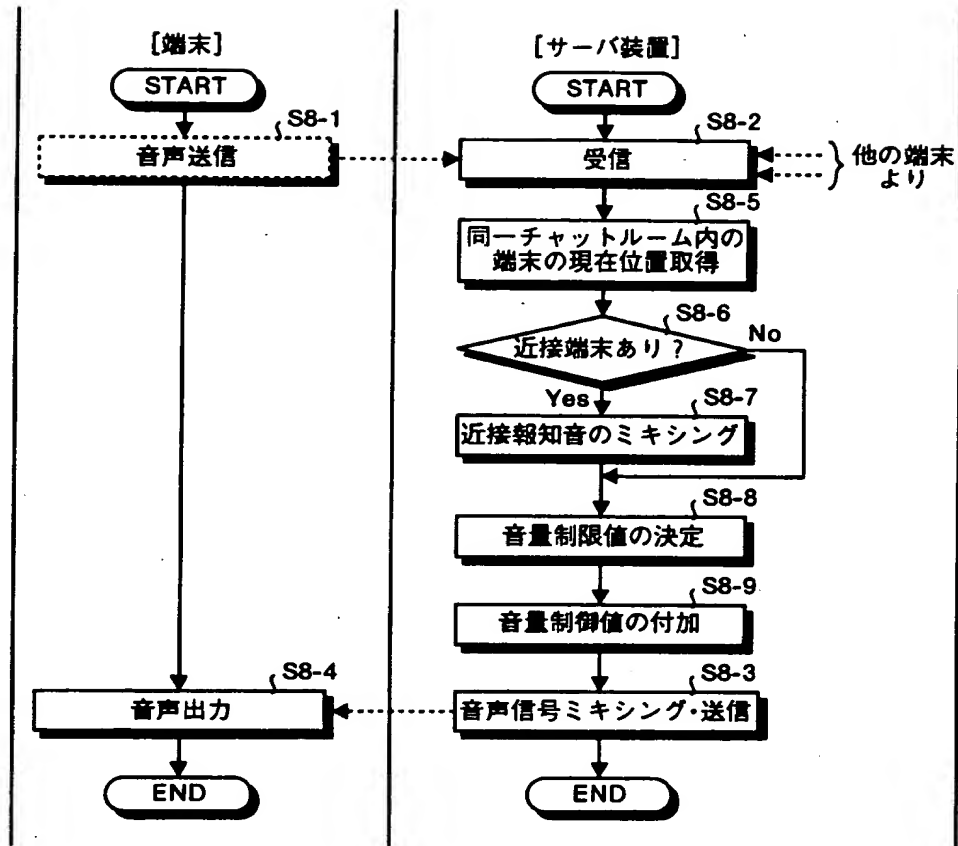 [端末]
START
S8-1
音声送信
S8-4
音声出力
END
[サーバ装置]
START
S8-2
受信
他の端末
より
S8-5
同一チャットルーム内の
端末の現在位置取得
S8-6
近接端末あり?
No
Yes
S8-7
近接報知音のミキシング
S8-8
音量制限値の決定
S8-9
音量制御値の付加
S8-3
音声信号ミキシング・送信
END